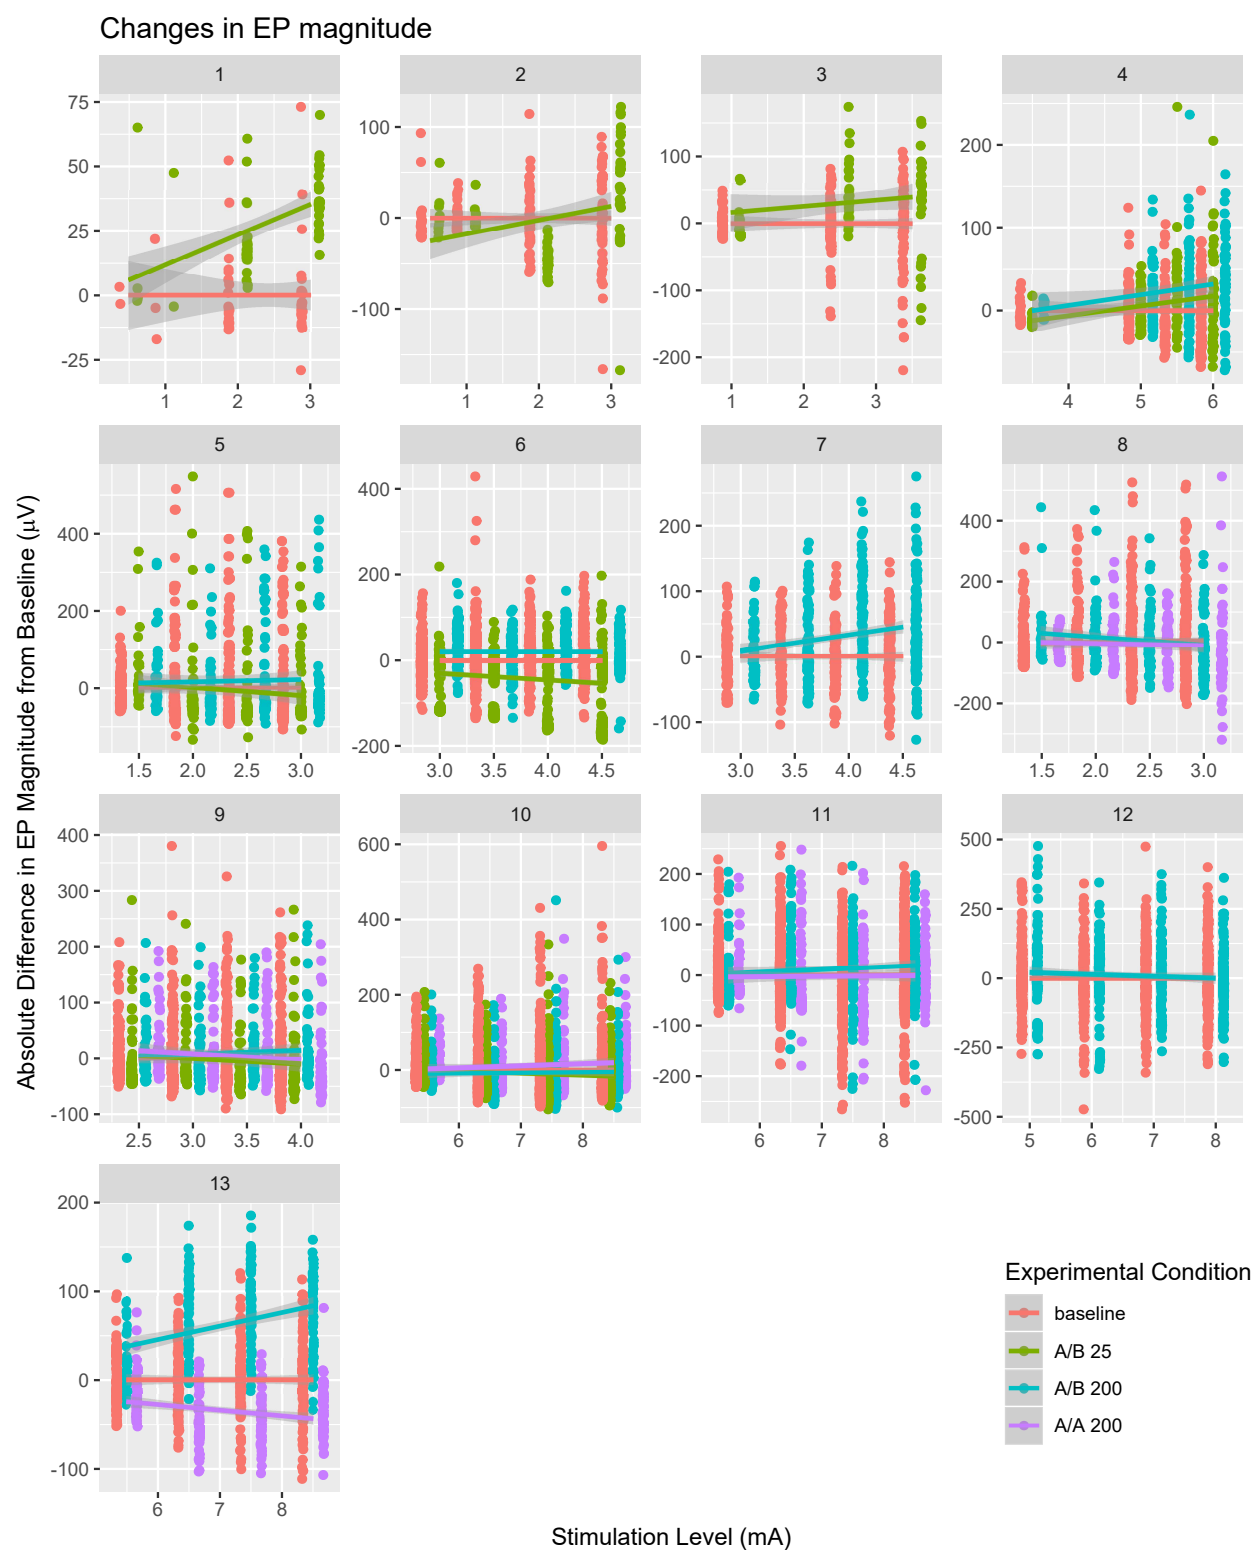 Changes in EP magnitude
1 2 3 4
75 50 25 0 -25
100 0 -100
100 0 -100 -200
200 100 0
1 2 3
1 2 3
1 2 3
4 5 6
5 6 7 8
400 200 0
400 200 0 -200
200 100 0 -100
400 200 0 -200
1.5 2.0 2.5 3.0
3.0 3.5 4.0 4.5
3.0 3.5 4.0 4.5
1.5 2.0 2.5 3.0
Absolute Difference in EP Magnitude from Baseline (μV)
9 10 11 12
400 300 200 100 0 -100
600 400 200 0
200 100 0 -100 -200
500 250 0 -250 -500
2.5 3.0 3.5 4.0
6 7 8
6 7 8
5 6 7 8
13
200 100 0 -100
6 7 8
Stimulation Level (mA)
Experimental Condition
baseline
A/B 25
A/B 200
A/A 200